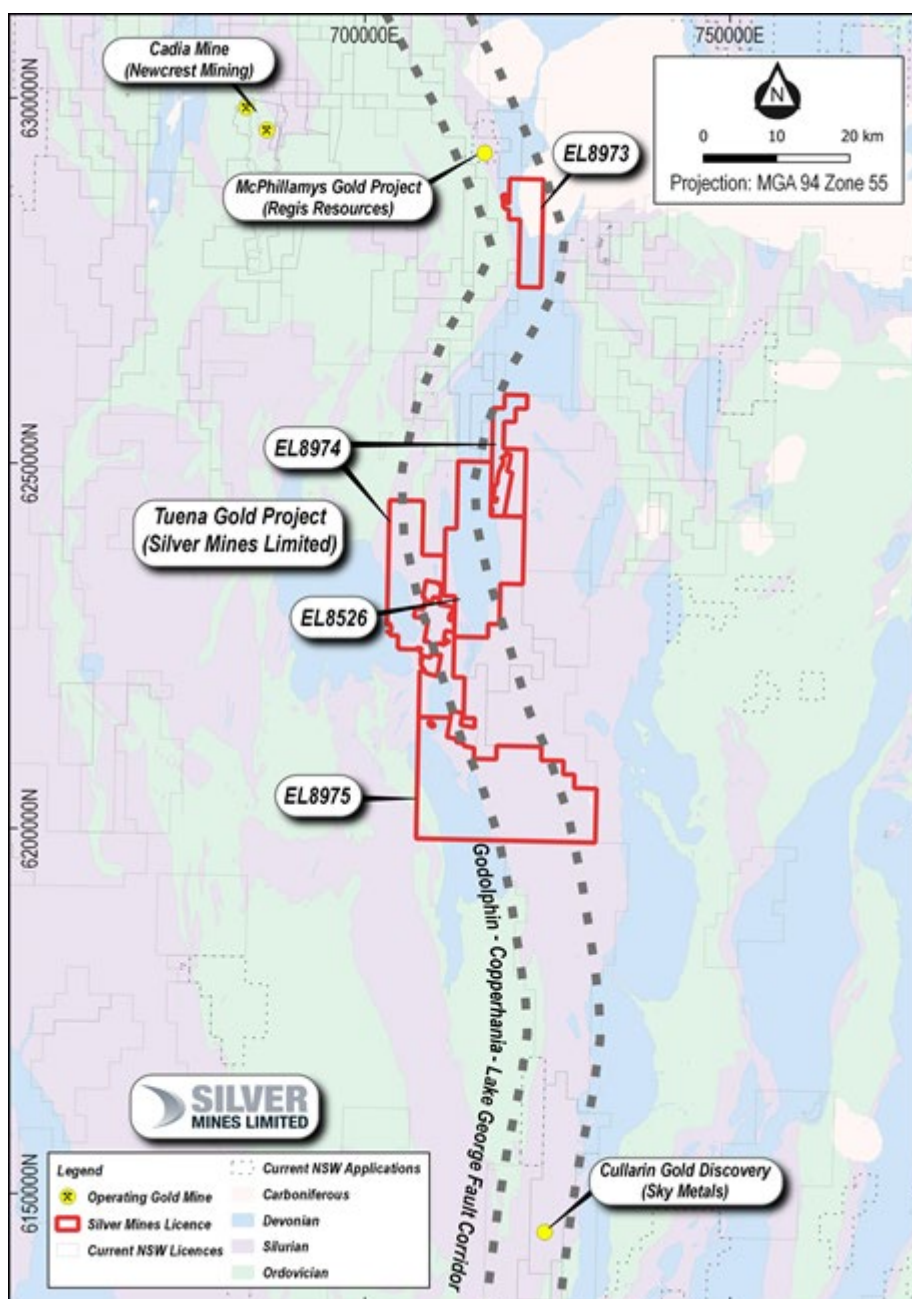 700000E
750000E
Cadia Mine
(Newcrest Mining)
6300000N
N
0 10 20 km
Projection: MGA 94 Zone 55
EL8973
McPhillamys Gold Project
(Regis Resources)
EL8974
6250000N
Tuena Gold Project
(Silver Mines Limited)
EL8526
EL8975
6200000N
Godolphin - Copperhania - Lake George Fault Corridor
SILVER
MINES LIMITED
Cullarin Gold Discovery
(Sky Metals)
6150000N
Legend
Operating Gold Mine
Silver Mines Licence
Current NSW Licences
Current NSW Applications
Carboniferous
Devonian
Silurian
Ordovician